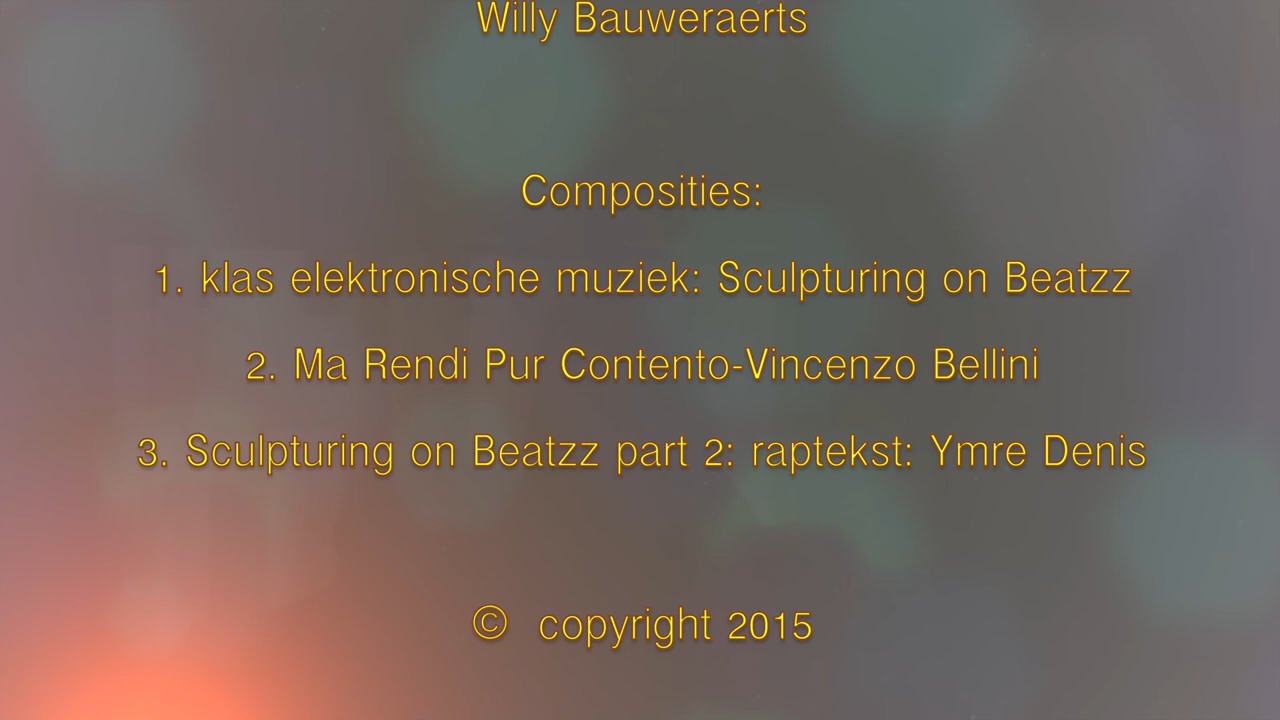 Willy Bauweraerts
Composities:
1. klas elektronische muziek: Sculpturing on Beatzz
2. Ma Rendi Pur Contento-Vincenzo Bellini
3. Sculpturing on Beatzz part 2: raptekst: Ymre Denis
© copyright 2015